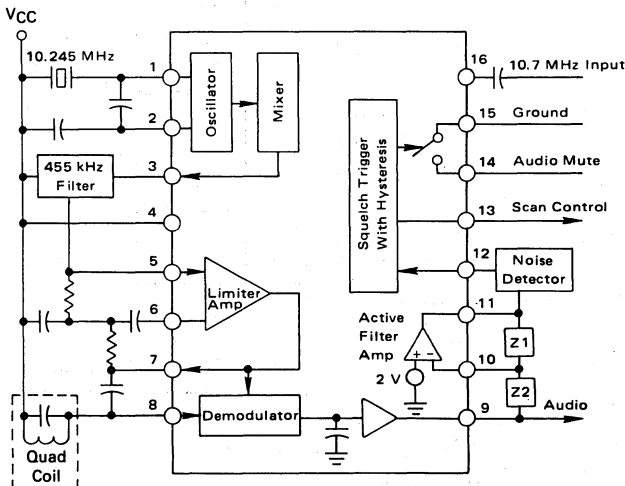 VCC
10.245 MHz
1
2
3
4
5
6
7
8
455 kHz
Filter
Oscillator
Mixer
Limiter
Amp
Demodulator
Quad
Coil
Squelch Trigger
With Hysteresis
Active
Filter
Amp
+ -
2 V
16
10.7 MHz Input
15
Ground
14
Audio Mute
13
Scan Control
12
Noise
Detector
11
Z1
10
Z2
9
Audio